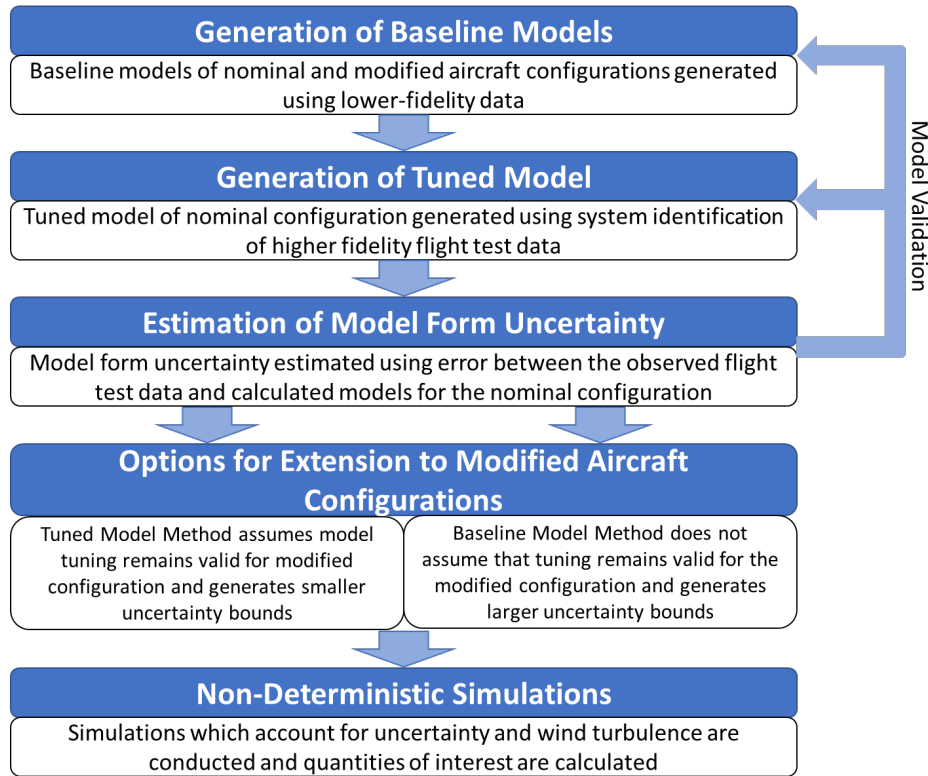 Generation of Baseline Models
Baseline models of nominal and modified aircraft configurations generated
using lower-fidelity data
Generation of Tuned Model
Tuned model of nominal configuration generated using system identification
of higher fidelity flight test data
Estimation of Model Form Uncertainty
Model form uncertainty estimated using error between the observed flight
test data and calculated models for the nominal configuration
Model Validation
Options for Extension to Modified Aircraft
Configurations
Tuned Model Method assumes model
tuning remains valid for modified
configuration and generates smaller
uncertainty bounds
Baseline Model Method does not
assume that tuning remains valid for the
modified configuration and generates
larger uncertainty bounds
Non-Deterministic Simulations
Simulations which account for uncertainty and wind turbulence are
conducted and quantities of interest are calculated